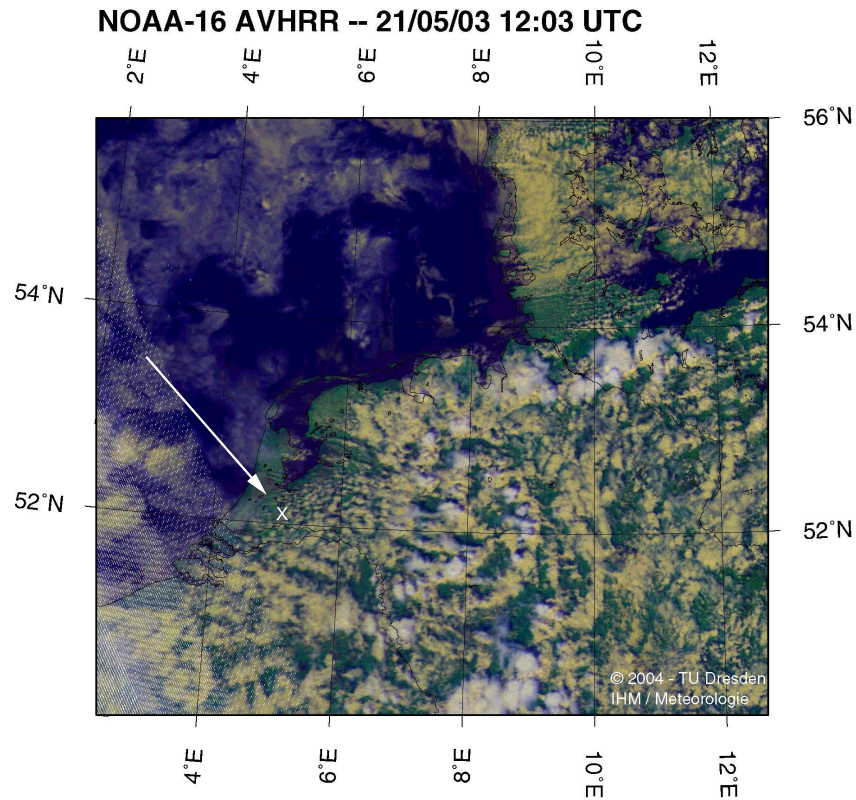 NOAA-16 AVHRR -- 21/05/03 12:03 UTC
2°E
4°E
6°E
8°E
10°E
12°E
56°N
54°N
54°N
52°N
52°N
X
© 2004 - TU Dresden
IHM / Meteorologie
4°E
6°E
8°E
10°E
12°E